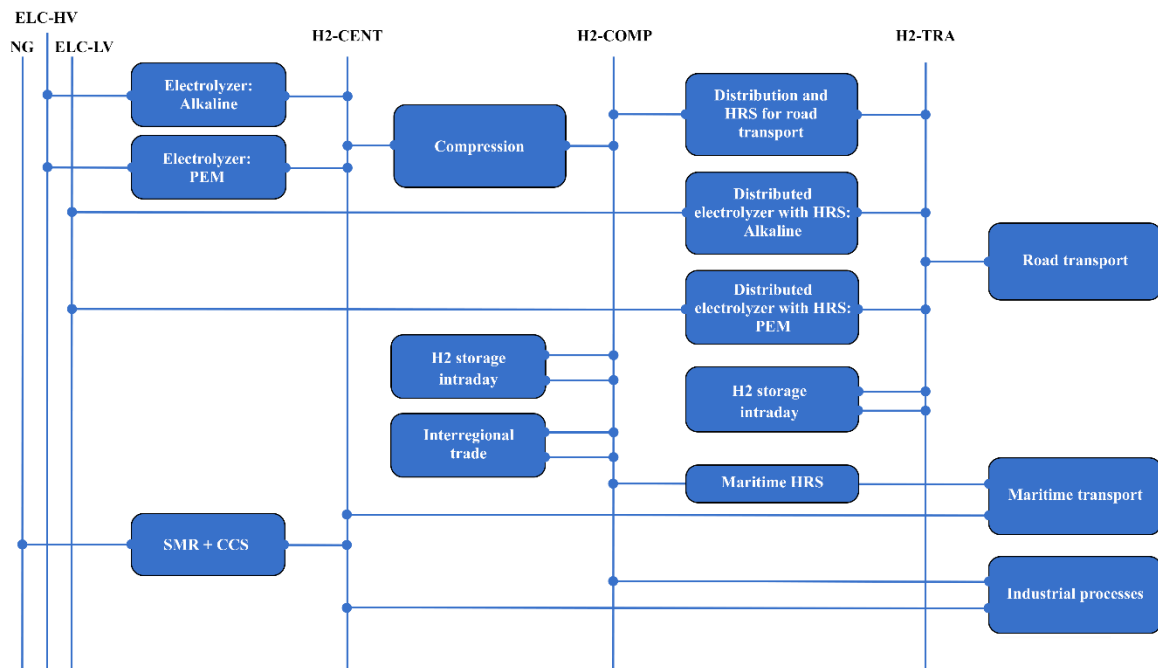 ELC-HV
NG
ELC-LV
H2-CENT
H2-COMP
H2-TRA
Electrolyzer:
Alkaline
Distribution and
HRS for road
transport
Compression
Electrolyzer:
PEM
Distributed
electrolyzer with HRS:
Alkaline
Road transport
Distributed
electrolyzer with HRS:
PEM
H2 storage
intraday
H2 storage
intraday
Interregional
trade
Maritime HRS
Maritime transport
SMR + CCS
Industrial processes